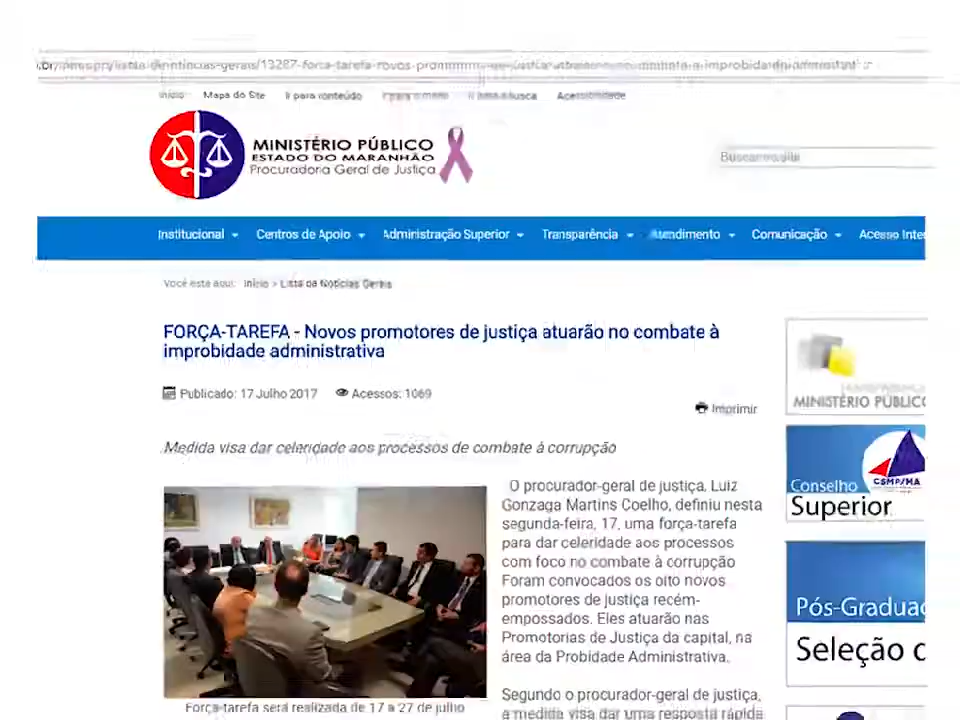 Mapa do Site Ir para conteúdo Acessibilidade
MINISTÉRIO PÚBLICO
ESTADO DO MARANHÃO
Procuradoria Geral de Justiça
Institucional Centros de Apoio Administração Superior Transparência Atendimento Comunicação Acesso
Você está aqui: Início > Lista de Notícias Gerais
FORÇA-TAREFA - Novos promotores de justiça atuarão no combate à
improbidade administrativa
Publicado: 17 Julho 2017 Acessos: 1069
Imprimir
Medida visa dar celeridade aos processos de combate à corrupção
O procurador-geral de justiça, Luiz
Gonzaga Martins Coelho, definiu nesta
segunda-feira, 17, uma força-tarefa
para dar celeridade aos processos
com foco no combate à corrupção
Foram convocados os oito novos
promotores de justiça recém-
empossados. Eles atuarão nas
Promotorias de Justiça da capital, na
área da Probidade Administrativa.
Segundo o procurador-geral de justiça,
a medida visa dar uma resposta rápida
Força-tarefa será realizada de 17 a 27 de julho
MINISTÉRIO PÚBLICO
CSMP/MA
Conselho
Superior
Pós-Graduaç
Seleção d